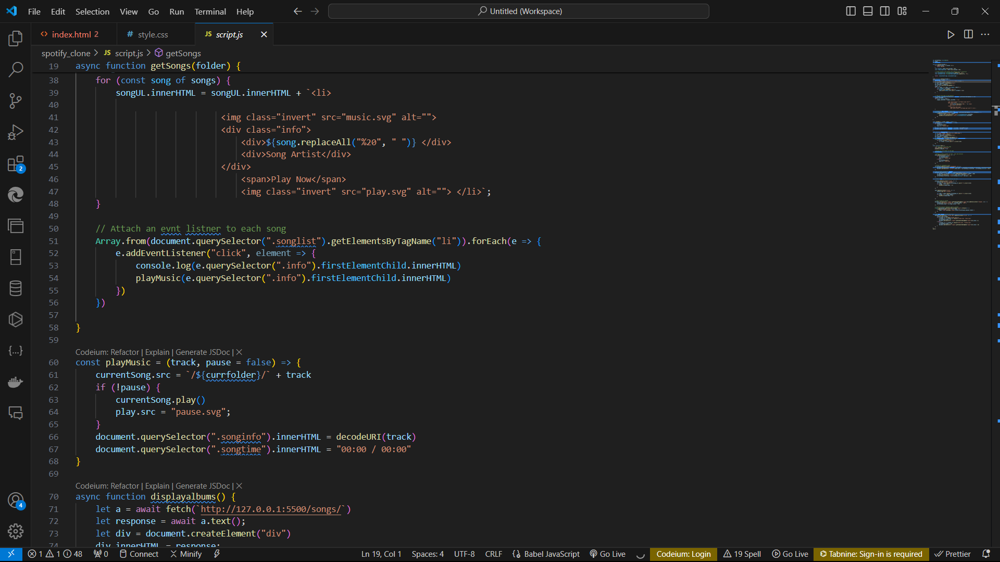 File Edit Selection View Go Run Terminal Help
Untitled (Workspace)
index.html 2
# style.css
JS script.js
spotify_clone > JS script.js > getSongs
19 async function getSongs(folder) {
38 for (const song of songs) {
39 songUL.innerHTML = songUL.innerHTML + `<li>
40
41 <img class="invert" src="music.svg" alt="">
42 <div class="info">
43 <div>${song.replaceAll("%20", " ")} </div>
44 <div>Song Artist</div>
45 </div>
46 <span>Play Now</span>
47 <img class="invert" src="play.svg" alt=""> </li>`;
48 }
49
50 // Attach an evnt listner to each song
51 Array.from(document.querySelector(".songlist").getElementsByTagName("li")).forEach(e => {
52 e.addEventListener("click", element => {
53 console.log(e.querySelector(".info").firstElementChild.innerHTML)
54 playMusic(e.querySelector(".info").firstElementChild.innerHTML)
55 })
56 })
57
58 }
59
Codeium: Refactor | Explain | Generate JSDoc | ×
60 const playMusic = (track, pause = false) => {
61 currentSong.src = `/${currfolder}/` + track
62 if (!pause) {
63 currentSong.play()
64 play.src = "pause.svg";
65 }
66 document.querySelector(".songinfo").innerHTML = decodeURI(track)
67 document.querySelector(".songtime").innerHTML = "00:00 / 00:00"
68 }
69
Codeium: Refactor | Explain | Generate JSDoc | ×
70 async function displayalbums() {
71 let a = await fetch(`http://127.0.0.1:5500/songs/`)
72 let response = await a.text();
73 let div = document.createElement("div")
74 div.innerHTML = response;
2
4
1 1 48 0 Connect Minify Ln 19, Col 1 Spaces: 4 UTF-8 CRLF Babel JavaScript Go Live Codeium: Login 19 Spell Go Live Tabnine: Sign-in is required Prettier